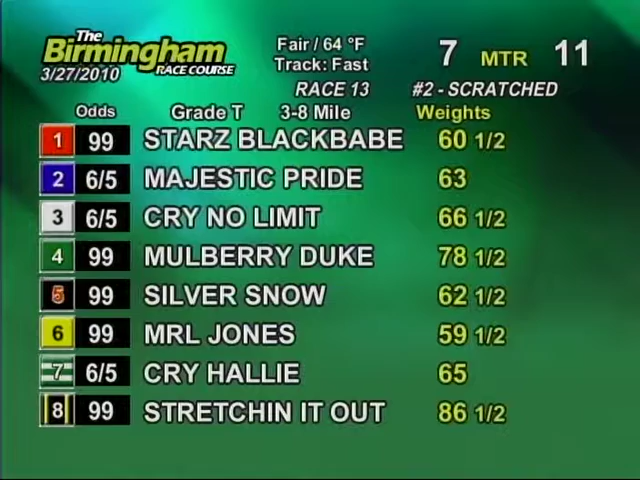 The
Birmingham
RACE COURSE
3/27/2010
Fair / 64 °F
Track: Fast
7 MTR 11
RACE 13 #2 - SCRATCHED
Odds Grade T 3-8 Mile Weights
1 99 STARZ BLACKBABE 60 1/2
2 6/5 MAJESTIC PRIDE 63
3 6/5 CRY NO LIMIT 66 1/2
4 99 MULBERRY DUKE 78 1/2
5 99 SILVER SNOW 62 1/2
6 99 MRL JONES 59 1/2
7 6/5 CRY HALLIE 65
8 99 STRETCHIN IT OUT 86 1/2